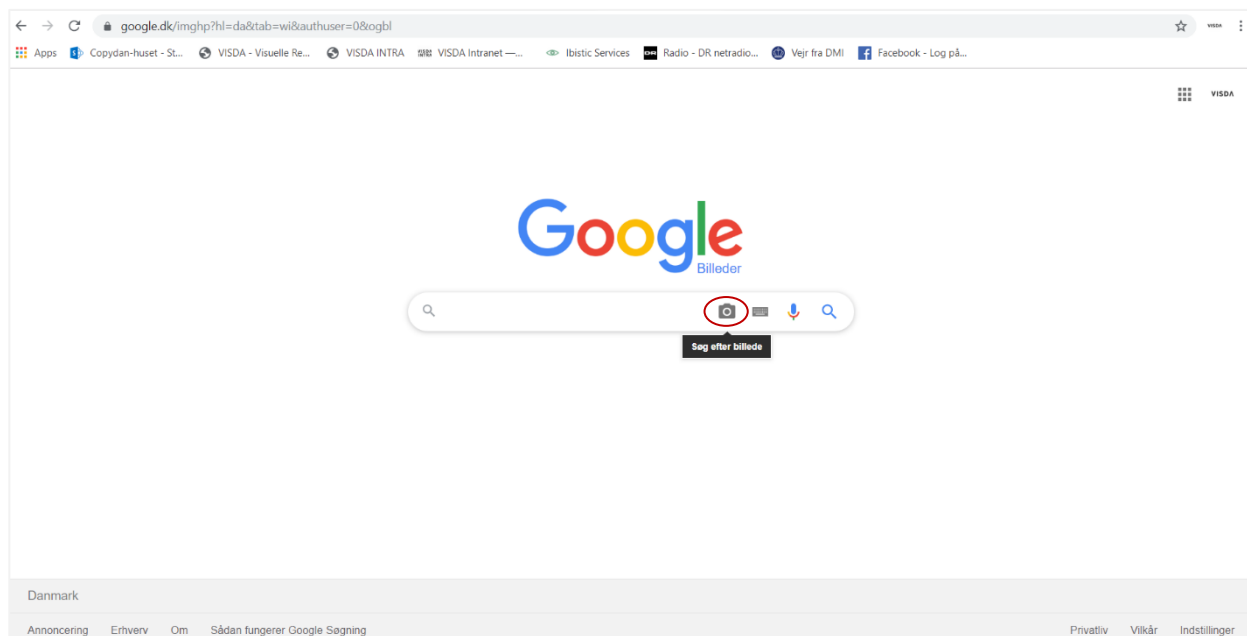 google.dk/imghp?hl=da&tab=wi&authuser=0&ogbl VISDA
Apps Copydan-huset - St... VISDA - Visuelle Re... VISDA INTRA VISDA Intranet —... Ibistic Services DR Radio - DR netradio... Vejr fra DMI Facebook - Log på...
VISDA
Google
Billeder
Søg efter billede
Danmark
Annoncering Erhverv Om Sådan fungerer Google Søgning Privatliv Vilkår Indstillinger